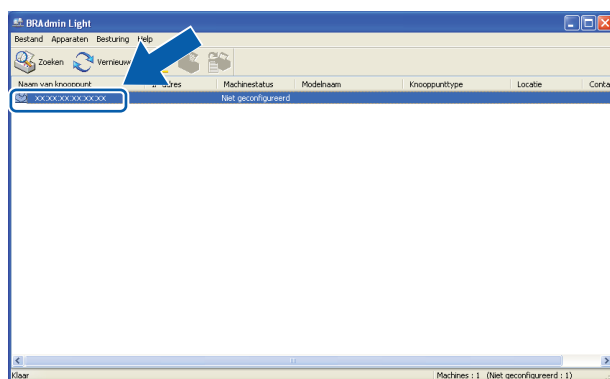 BRAdmin Light
Bestand Apparaten Besturing Help
Zoeken Vernieuw
Naam van knooppunt Machinestatus Modelnaam Knooppunttype Locatie Conta
XX:XX:XX:XX:XX:XX Niet geconfigureerd
Klaar Machines : 1 (Niet geconfigureerd : 1)